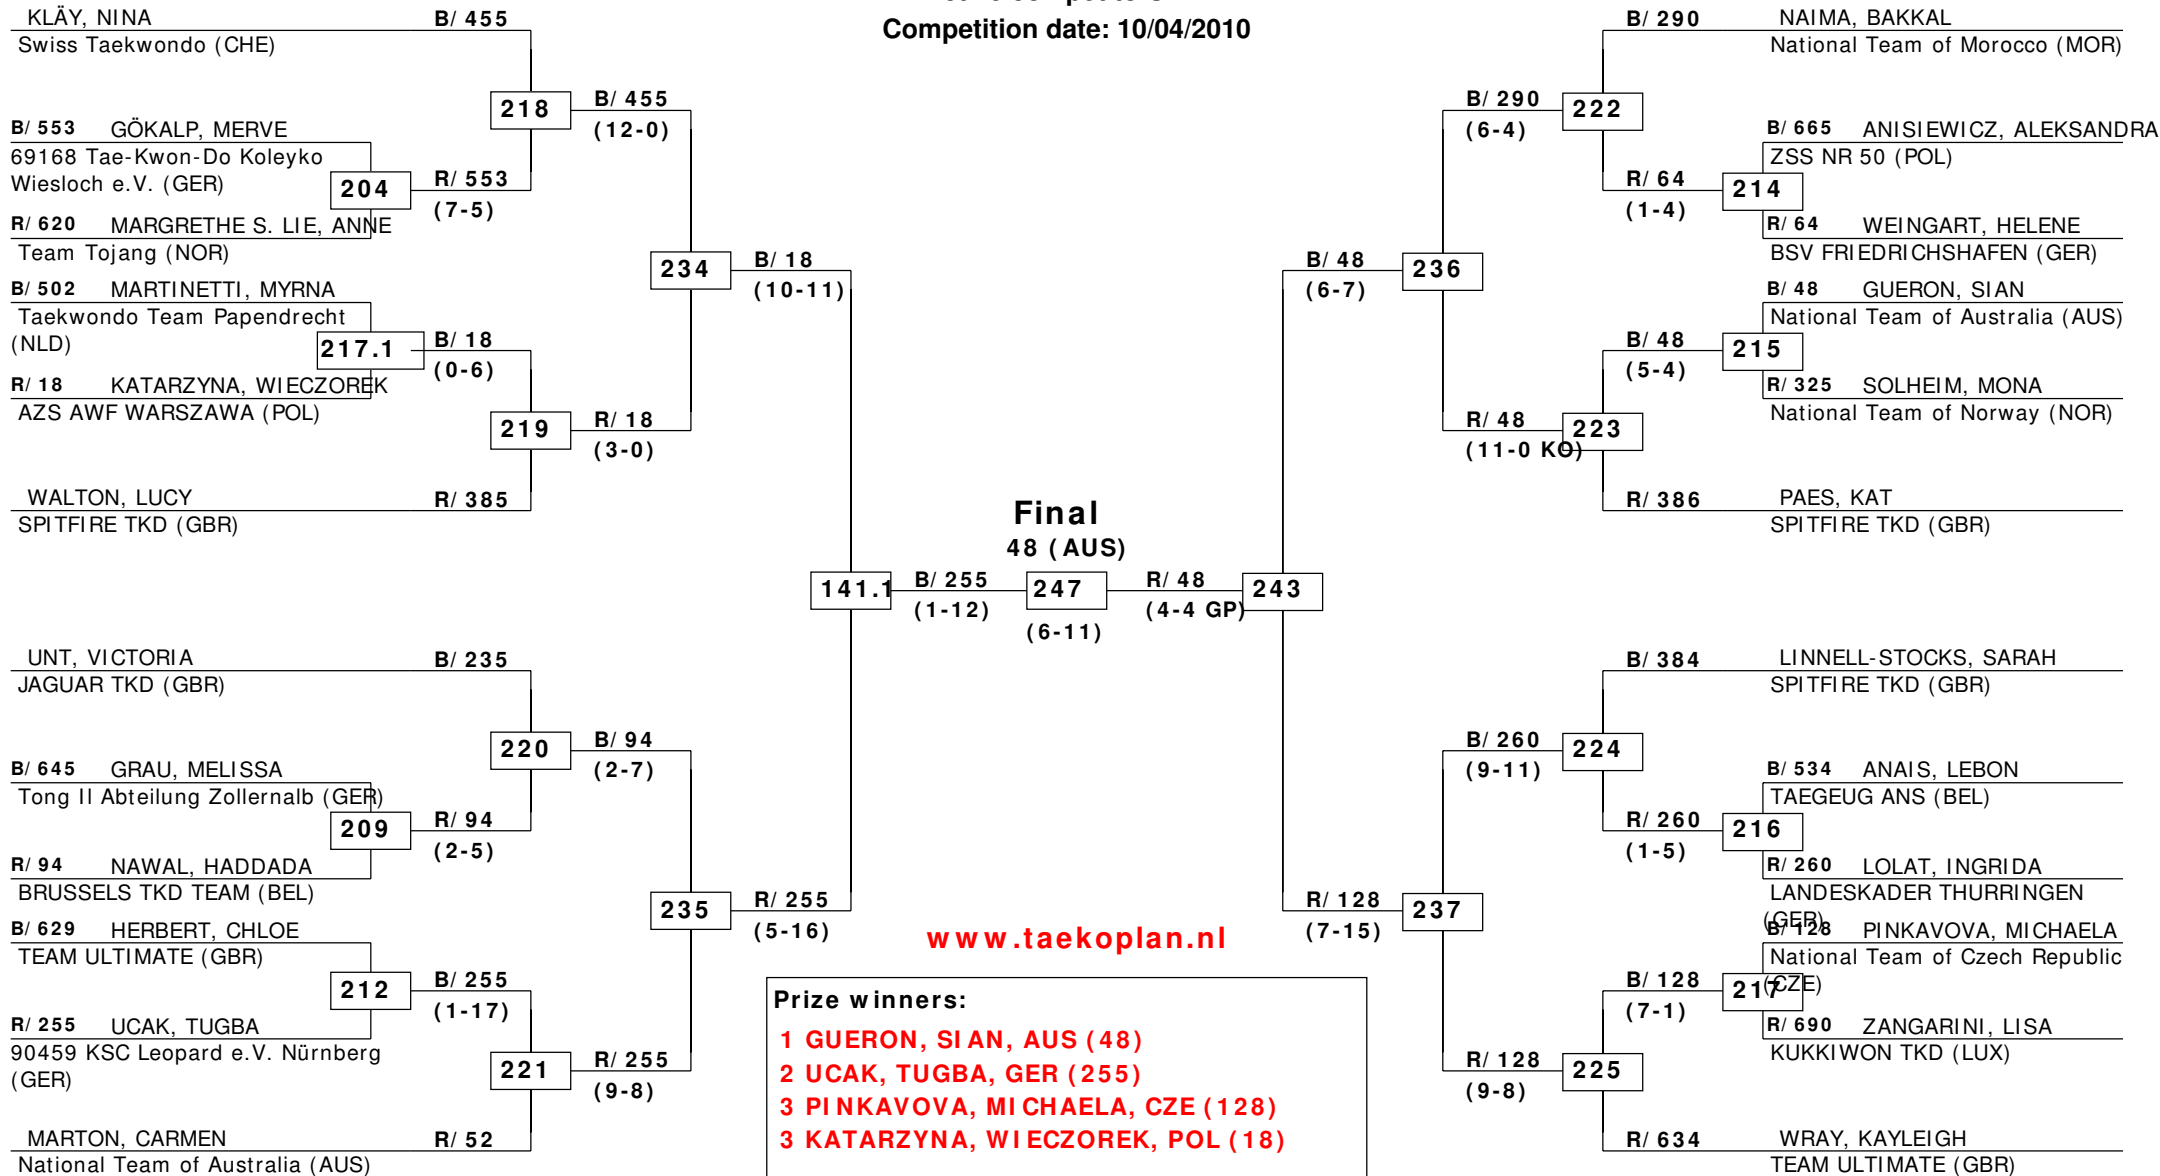 Competition date: 10/04/2010
KLÄY, NINA
B/ 455
Swiss Taekwondo (CHE)
218
B/ 455
(12-0)
B/ 553 GÖKALP, MERVE
69168 Tae-Kwon-Do Koleyko
Wiesloch e.V. (GER)
204
R/ 553
(7-5)
R/ 620 MARGRETHE S. LIE, ANNE
Team Tojang (NOR)
234
B/ 18
(10-11)
B/ 502 MARTINETTI, MYRNA
Taekwondo Team Papendrecht
(NLD)
217.1
B/ 18
(0-6)
R/ 18 KATARZYNA, WIECZOREK
AZS AWF WARSZAWA (POL)
219
R/ 18
(3-0)
WALTON, LUCY
R/ 385
SPITFIRE TKD (GBR)
141.1
B/ 255
(1-12)
UNT, VICTORIA
B/ 235
JAGUAR TKD (GBR)
220
B/ 94
(2-7)
B/ 645 GRAU, MELISSA
Tong Il Abteilung Zollernalb (GER)
209
R/ 94
(2-5)
R/ 94 NAWAL, HADDADA
BRUSSELS TKD TEAM (BEL)
235
R/ 255
(5-16)
B/ 629 HERBERT, CHLOE
TEAM ULTIMATE (GBR)
212
B/ 255
(1-17)
R/ 255 UCAK, TUGBA
90459 KSC Leopard e.V. Nürnberg
(GER)
221
R/ 255
(9-8)
MARTON, CARMEN
R/ 52
National Team of Australia (AUS)
Final
48 (AUS)
247
(6-11)
B/ 290 NAIMA, BAKKAL
National Team of Morocco (MOR)
B/ 290
(6-4)
222
B/ 665 ANISIEWICZ, ALEKSANDRA
ZSS NR 50 (POL)
R/ 64
(1-4)
214
R/ 64 WEINGART, HELENE
BSV FRIEDRICHSHAFEN (GER)
B/ 48
(6-7)
236
B/ 48 GUERON, SIAN
National Team of Australia (AUS)
B/ 48
(5-4)
215
R/ 325 SOLHEIM, MONA
National Team of Norway (NOR)
R/ 48
(11-0 KO)
223
R/ 386 PAES, KAT
SPITFIRE TKD (GBR)
R/ 48
(4-4 GP)
243
B/ 384 LINNELL-STOCKS, SARAH
SPITFIRE TKD (GBR)
B/ 260
(9-11)
224
B/ 534 ANAIS, LEBON
TAEGEUG ANS (BEL)
R/ 260
(1-5)
216
R/ 260 LOLAT, INGRIDA
LANDESKADER THURRINGEN
(GER)
R/ 128
(7-15)
237
B/ 128 PINKAVOVA, MICHAELA
National Team of Czech Republic
(CZE)
B/ 128
(7-1)
217
R/ 690 ZANGARINI, LISA
KUKKIWON TKD (LUX)
R/ 128
(9-8)
225
R/ 634 WRAY, KAYLEIGH
TEAM ULTIMATE (GBR)
www.taekoplan.nl
Prize winners:
1 GUERON, SIAN, AUS (48)
2 UCAK, TUGBA, GER (255)
3 PINKAVOVA, MICHAELA, CZE (128)
3 KATARZYNA, WIECZOREK, POL (18)